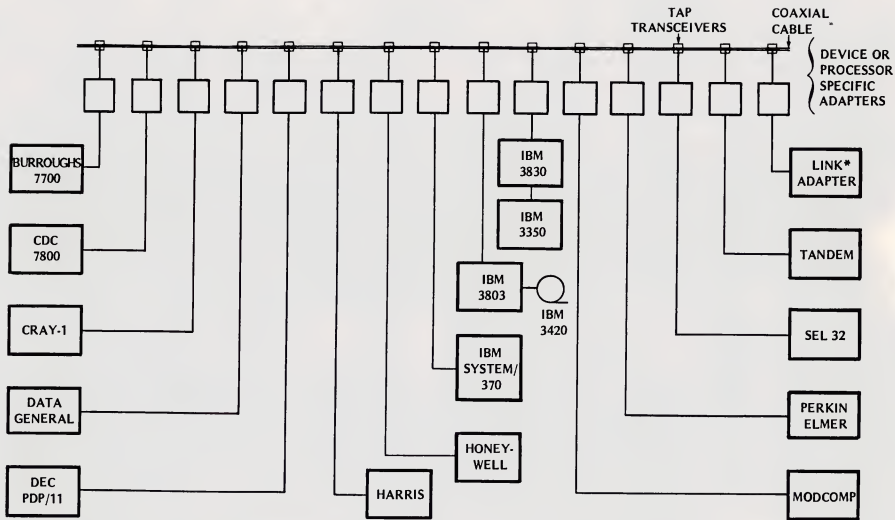 TAP
TRANSCEIVERS
COAXIAL
CABLE
DEVICE OR
PROCESSOR
SPECIFIC
ADAPTERS
BURROUGHS
7700
IBM
3830
LINK*
ADAPTER
IBM
3350
CDC
7800
TANDEM
IBM
3803
IBM
3420
CRAY-1
SEL 32
IBM
SYSTEM/
370
DATA
GENERAL
PERKIN
ELMER
HONEY-
WELL
DEC
PDP/11
HARRIS
MODCOMP